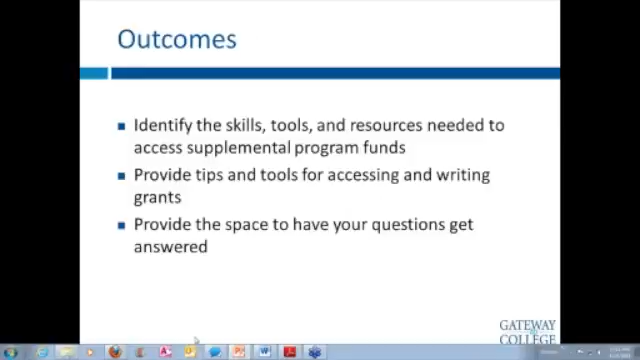 Outcomes
Identify the skills, tools, and resources needed to
access supplemental program funds
Provide tips and tools for accessing and writing
grants
Provide the space to have your questions get
answered
GATEWAY
COLLEGE